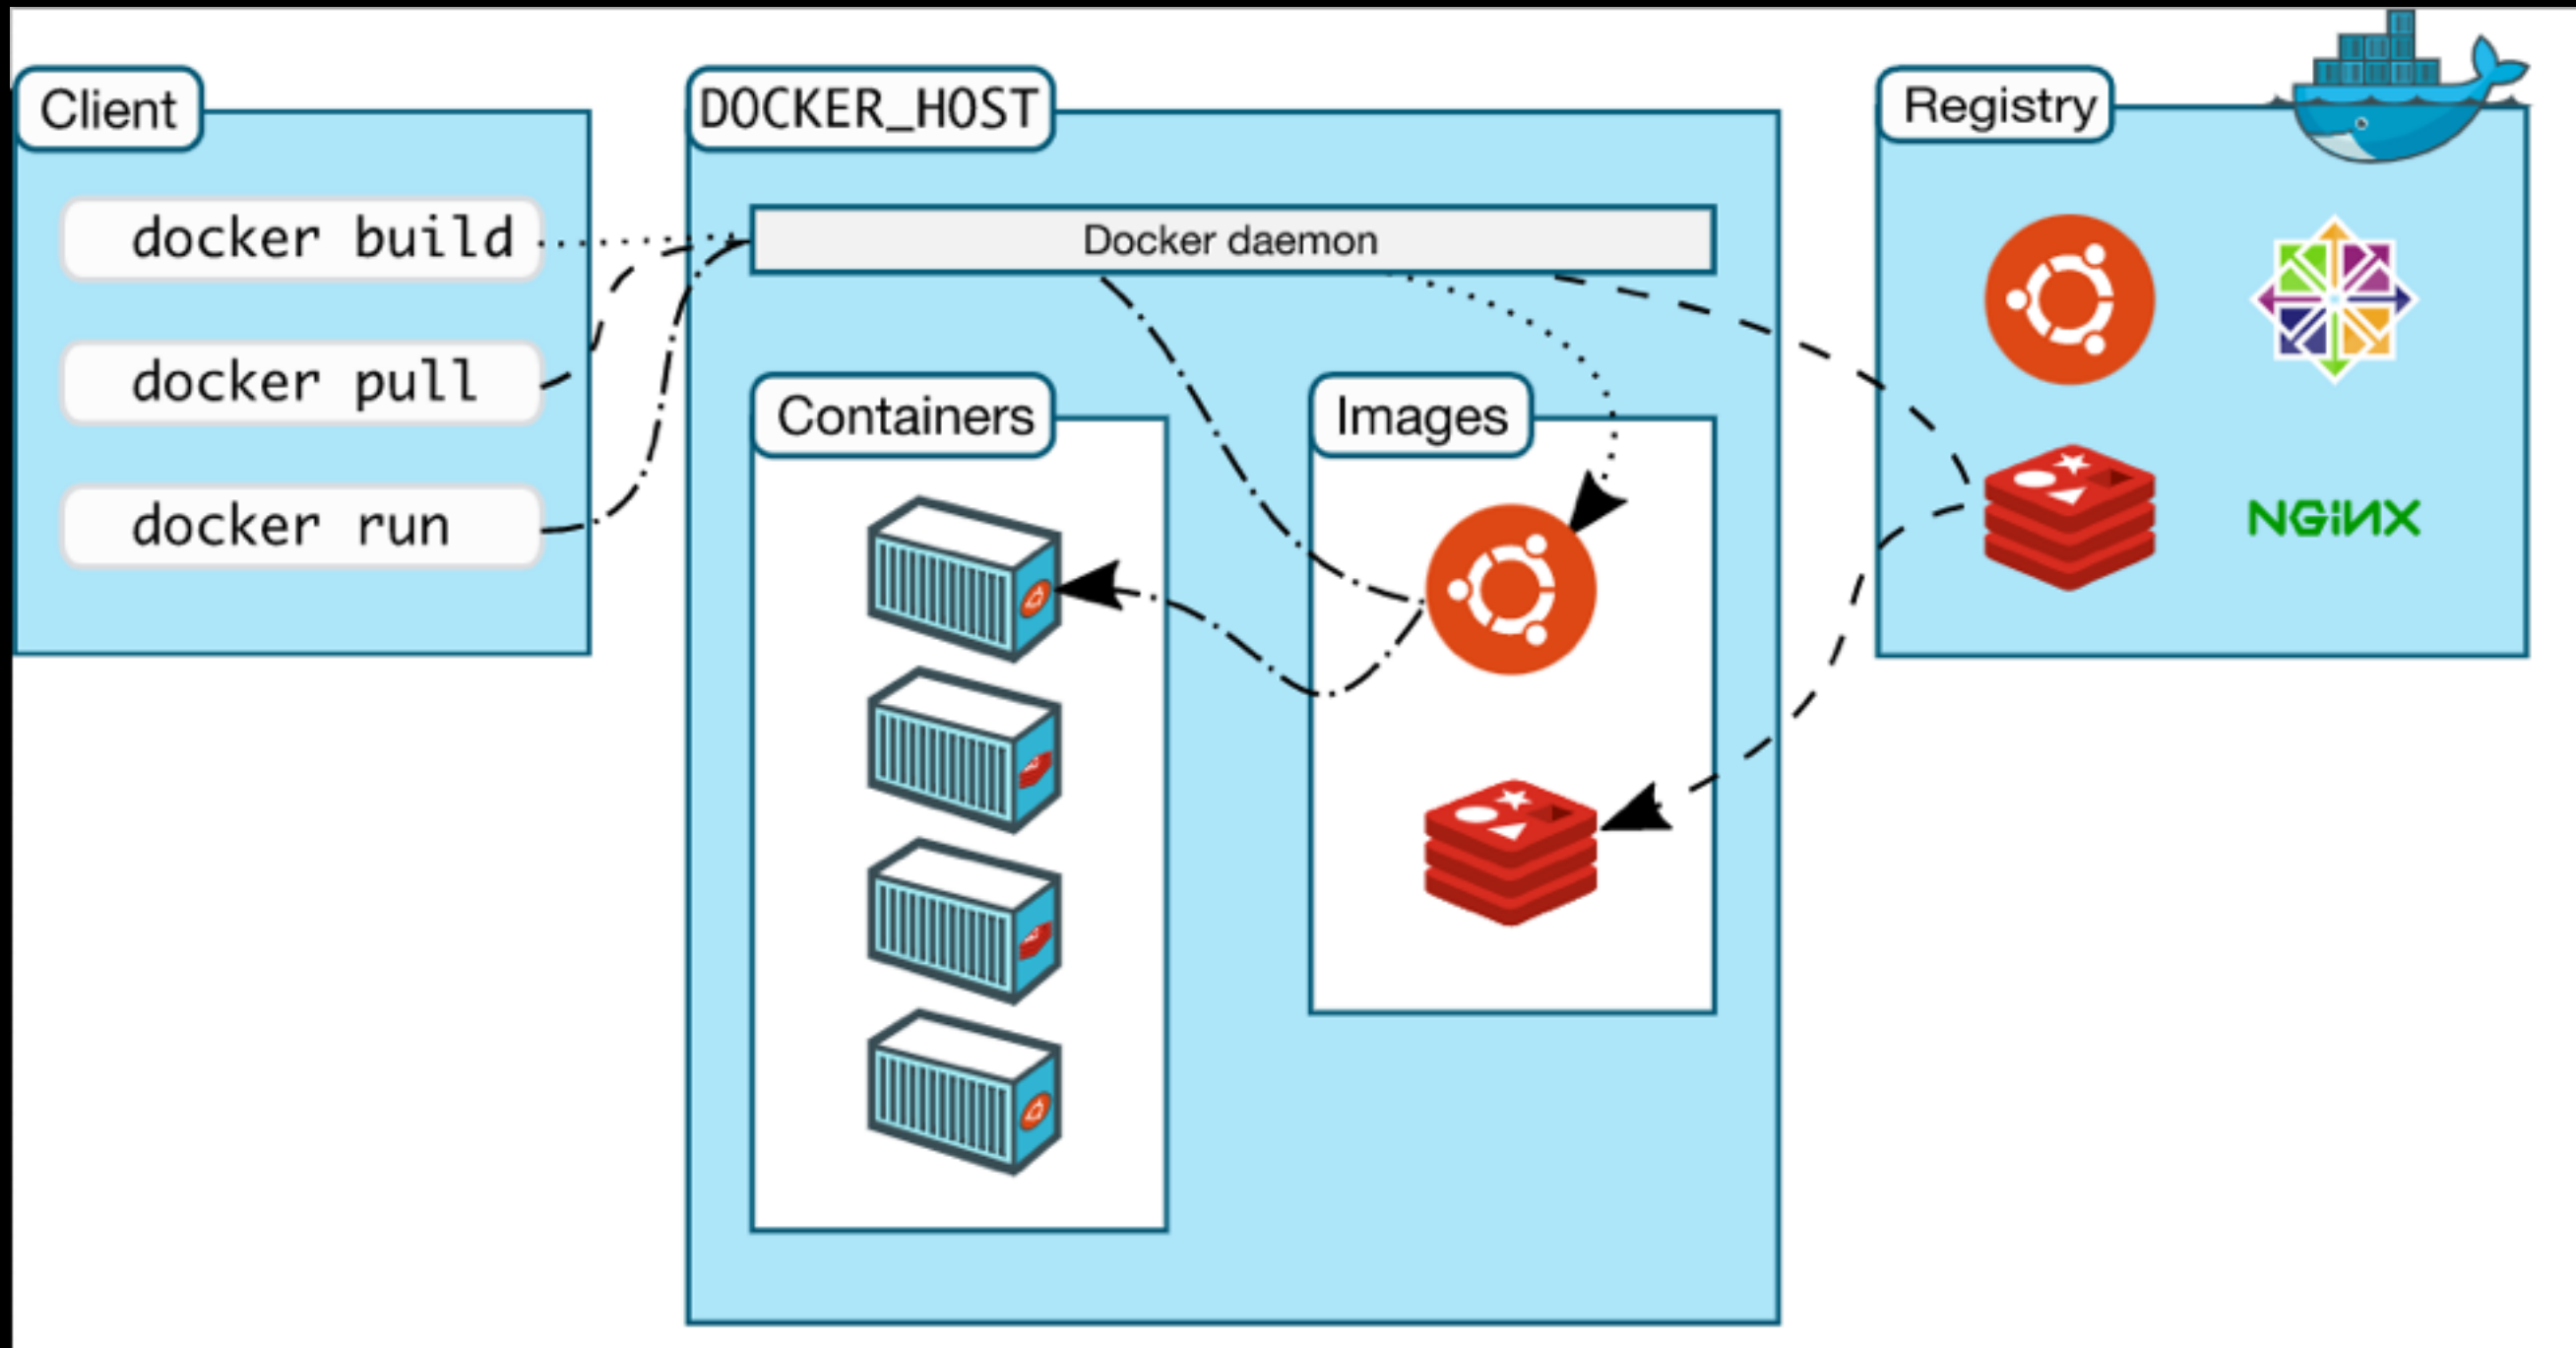 Client
docker build
docker pull
docker run
DOCKER_HOST
Docker daemon
Containers
Images
Registry
NGiNX